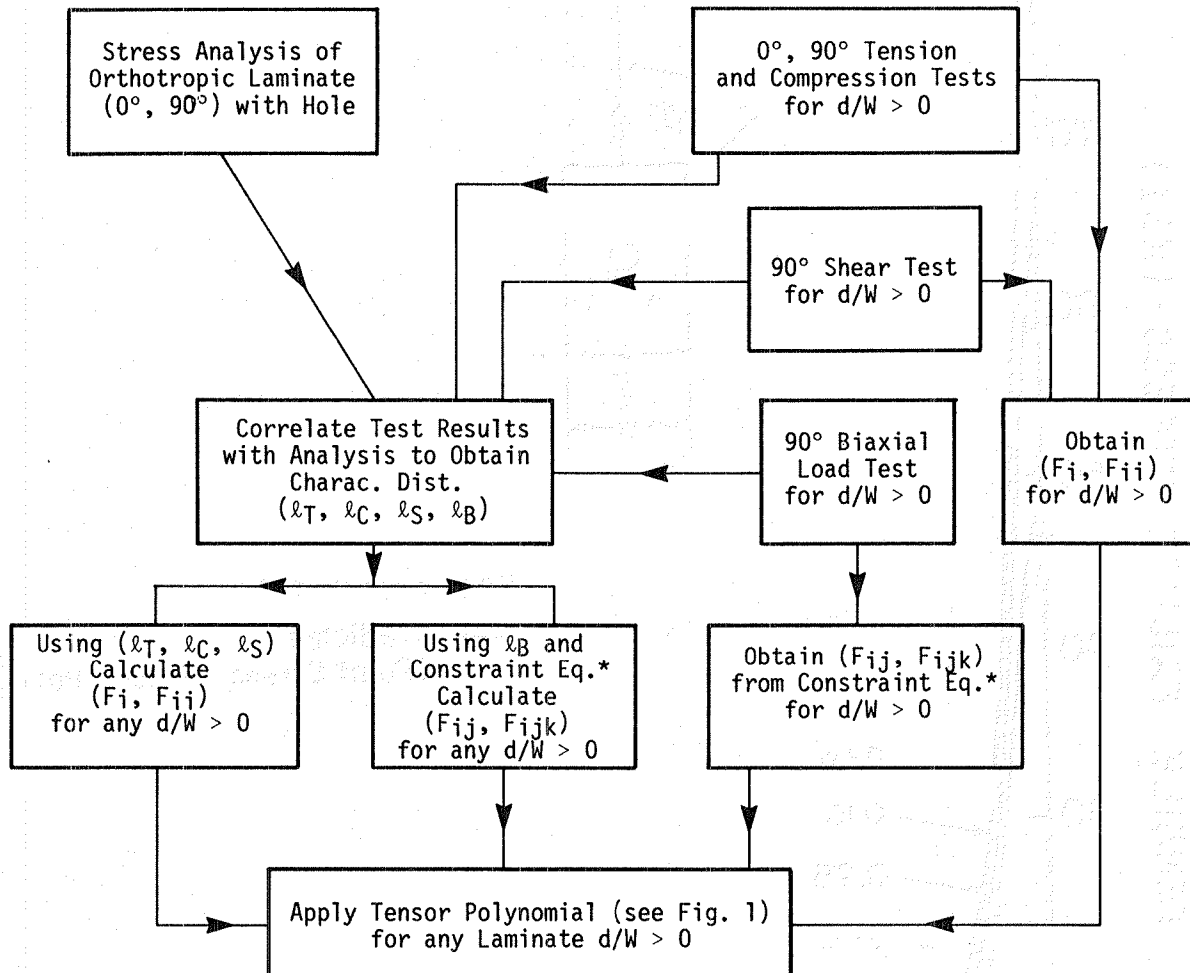 Stress Analysis of
Orthotropic Laminate
(0°, 90°) with Hole
0°, 90° Tension
and Compression Tests
for d/W > 0
90° Shear Test
for d/W > 0
Correlate Test Results
with Analysis to Obtain
Charac. Dist.
(ℓT, ℓC, ℓS, ℓB)
90° Biaxial
Load Test
for d/W > 0
Obtain
(Fi, Fii)
for d/W > 0
Using (ℓT, ℓC, ℓS)
Calculate
(Fi, Fii)
for any d/W > 0
Using ℓB and
Constraint Eq.*
Calculate
(Fij, Fijk)
for any d/W > 0
Obtain (Fij, Fijk)
from Constraint Eq.*
for d/W > 0
Apply Tensor Polynomial (see Fig. 1)
for any Laminate d/W > 0